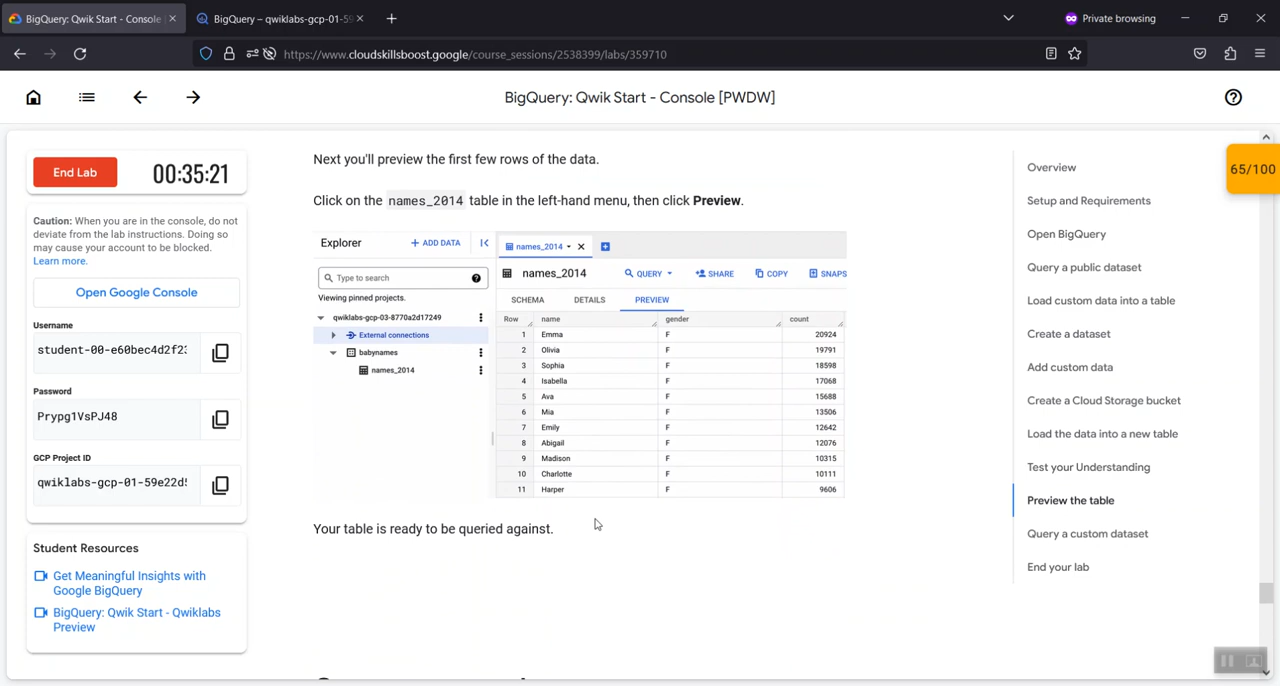 BigQuery: Qwik Start - Console
BigQuery – qwiklabs-gcp-01-59
Private browsing
https://www.cloudskillsboost.google/course_sessions/2538399/labs/359710
BigQuery: Qwik Start - Console [PWDW]
End Lab
00:35:21
Caution: When you are in the console, do not
deviate from the lab instructions. Doing so
may cause your account to be blocked.
Learn more.
Open Google Console
Username
student-00-e60bec4d2f23
Password
Prypg1VsPJ48
GCP Project ID
qwiklabs-gcp-01-59e22d5
Student Resources
Get Meaningful Insights with
Google BigQuery
BigQuery: Qwik Start - Qwiklabs
Preview
Next you'll preview the first few rows of the data.
Click on the names_2014 table in the left-hand menu, then click Preview.
Explorer
+ ADD DATA
Type to search
Viewing pinned projects.
qwiklabs-gcp-03-8770a2d17249
External connections
babynames
names_2014
names_2014
names_2014
QUERY
SHARE
COPY
SNAPS
SCHEMA DETAILS PREVIEW
Row name gender count
1 Emma F 20924
2 Olivia F 19791
3 Sophia F 18598
4 Isabella F 17068
5 Ava F 15688
6 Mia F 13506
7 Emily F 12642
8 Abigail F 12076
9 Madison F 10315
10 Charlotte F 10111
11 Harper F 9606
Your table is ready to be queried against.
Overview
Setup and Requirements
Open BigQuery
Query a public dataset
Load custom data into a table
Create a dataset
Add custom data
Create a Cloud Storage bucket
Load the data into a new table
Test your Understanding
Preview the table
Query a custom dataset
End your lab
65/100